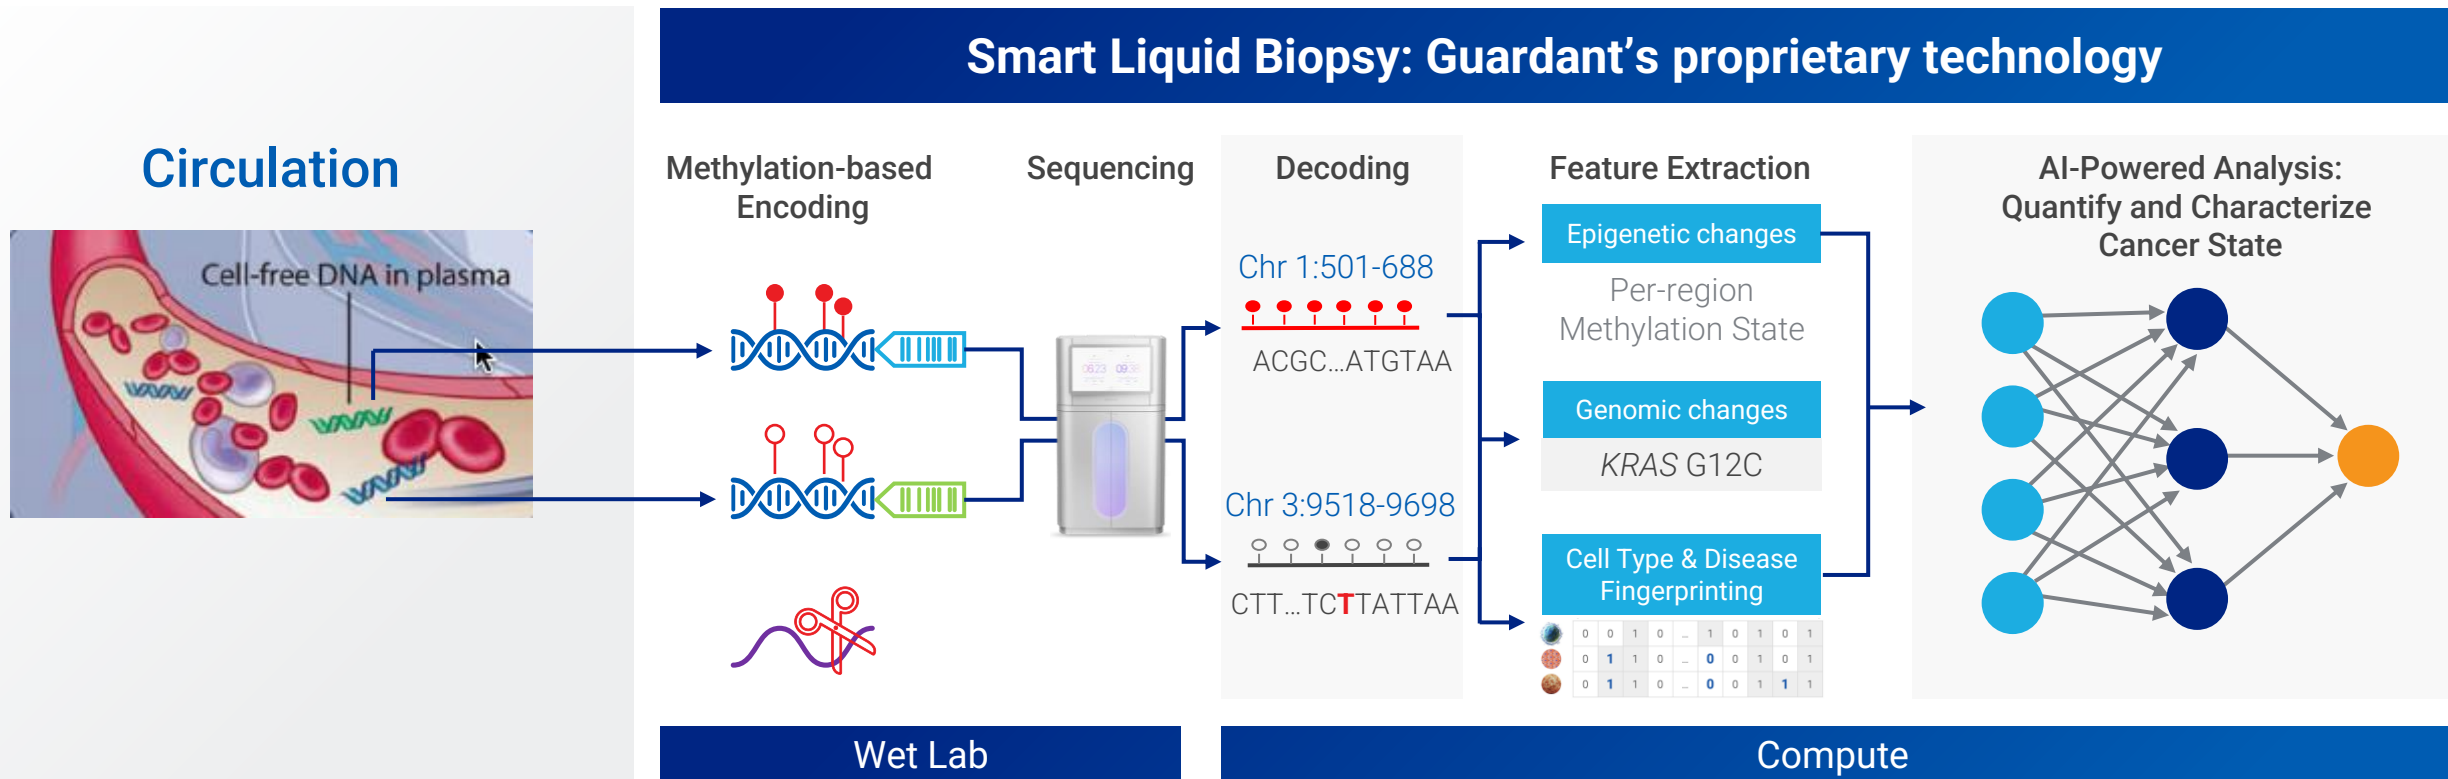 Smart Liquid Biopsy: Guardant’s proprietary technology
Circulation
Cell-free DNA in plasma
Methylation-based
Encoding
Sequencing
Decoding
Chr 1:501-688
ACGC...ATGTAA
Chr 3:9518-9698
CTT...TCTTATTAA
Feature Extraction
Epigenetic changes
Per-region
Methylation State
Genomic changes
KRAS G12C
Cell Type & Disease
Fingerprinting
0 0 1 0 ... 1 0 1 0 1
0 1 1 0 ... 0 0 1 0 1
0 1 1 0 ... 0 0 1 1 1
AI-Powered Analysis:
Quantify and Characterize
Cancer State
Wet Lab
Compute